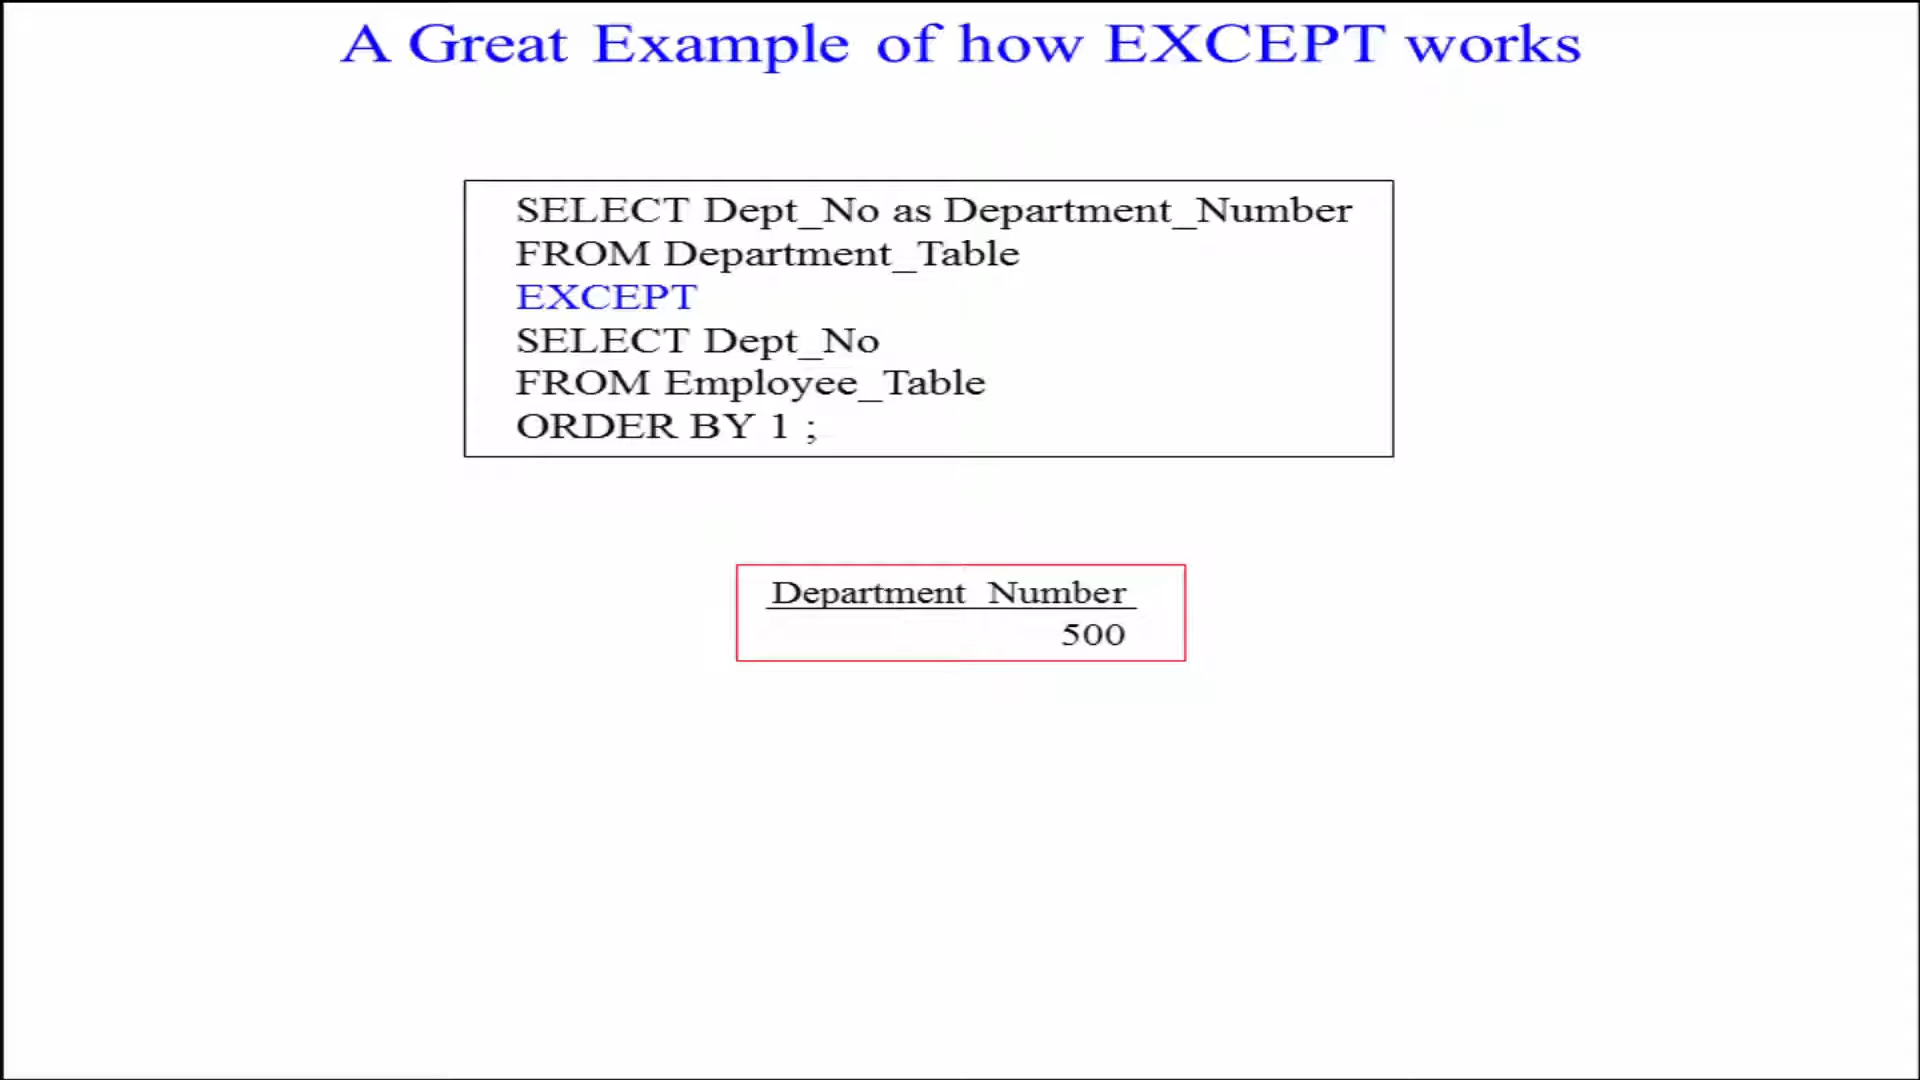 A Great Example of how EXCEPT works
SELECT Dept_No as Department_Number
FROM Department_Table
EXCEPT
SELECT Dept_No
FROM Employee_Table
ORDER BY 1 ;
Department_Number
500